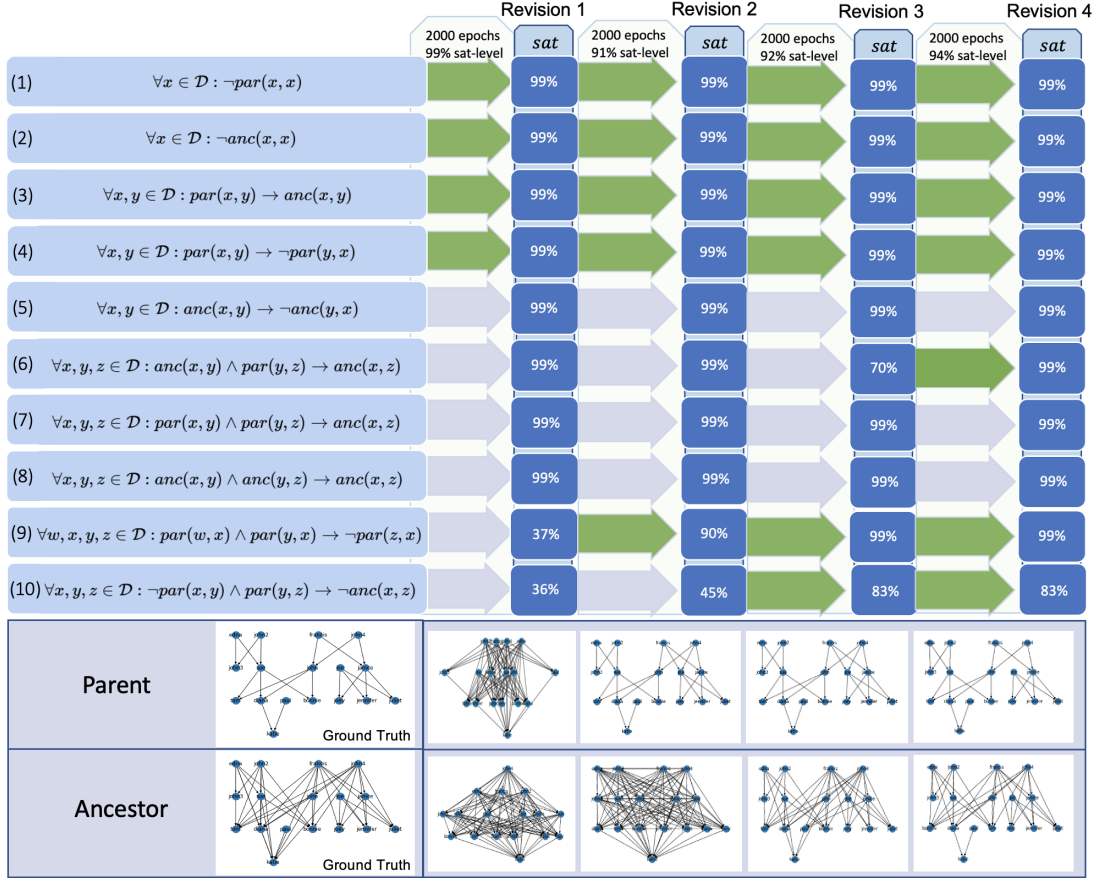 Revision 1
Revision 2
Revision 3
Revision 4
2000 epochs
99% sat-level
sat
2000 epochs
91% sat-level
sat
2000 epochs
92% sat-level
sat
2000 epochs
94% sat-level
sat
(1) ∀x ∈ 𝒟 : ¬par(x, x) 99% 99% 99% 99%
(2) ∀x ∈ 𝒟 : ¬anc(x, x) 99% 99% 99% 99%
(3) ∀x, y ∈ 𝒟 : par(x, y) → anc(x, y) 99% 99% 99% 99%
(4) ∀x, y ∈ 𝒟 : par(x, y) → ¬par(y, x) 99% 99% 99% 99%
(5) ∀x, y ∈ 𝒟 : anc(x, y) → ¬anc(y, x) 99% 99% 99% 99%
(6) ∀x, y, z ∈ 𝒟 : anc(x, y) ∧ par(y, z) → anc(x, z) 99% 99% 70% 99%
(7) ∀x, y, z ∈ 𝒟 : par(x, y) ∧ par(y, z) → anc(x, z) 99% 99% 99% 99%
(8) ∀x, y, z ∈ 𝒟 : anc(x, y) ∧ anc(y, z) → anc(x, z) 99% 99% 99% 99%
(9) ∀w, x, y, z ∈ 𝒟 : par(w, x) ∧ par(y, x) → ¬par(z, x) 37% 90% 99% 99%
(10) ∀x, y, z ∈ 𝒟 : ¬par(x, y) ∧ par(y, z) → ¬anc(x, z) 36% 45% 83% 83%
Parent
Ground Truth
Ancestor
Ground Truth